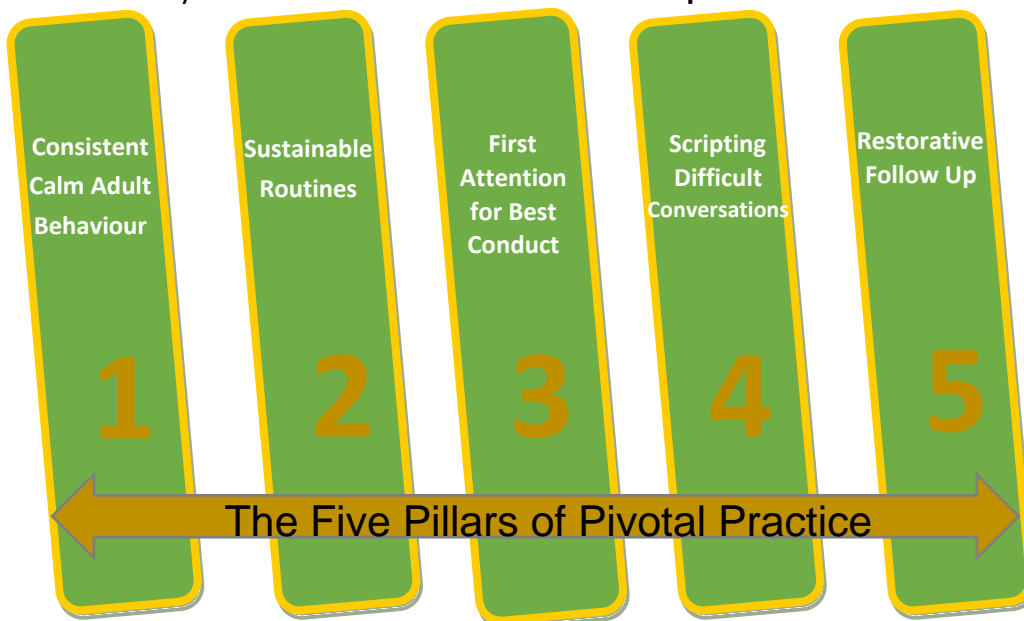 Consistent
Calm Adult
Behaviour
1
Sustainable
Routines
2
First
Attention
for Best
Conduct
3
Scripting
Difficult
Conversations
4
Restorative
Follow Up
5
The Five Pillars of Pivotal Practice